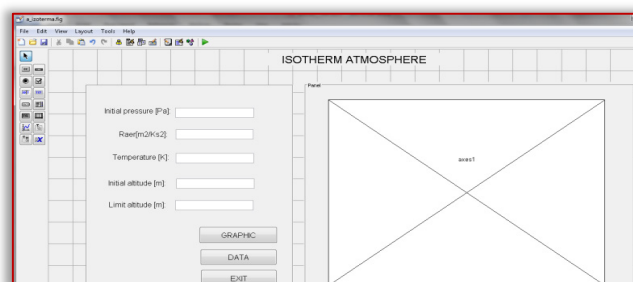 a_izoterma.fig
File Edit View Layout Tools Help
ISOTHERM ATMOSPHERE
Panel
Initial pressure [Pa]:
Raer[m2/Ks2]:
Temperature [K]:
Initial altitude [m]:
Limit altitude [m]:
axes1
GRAPHIC
DATA
EXIT